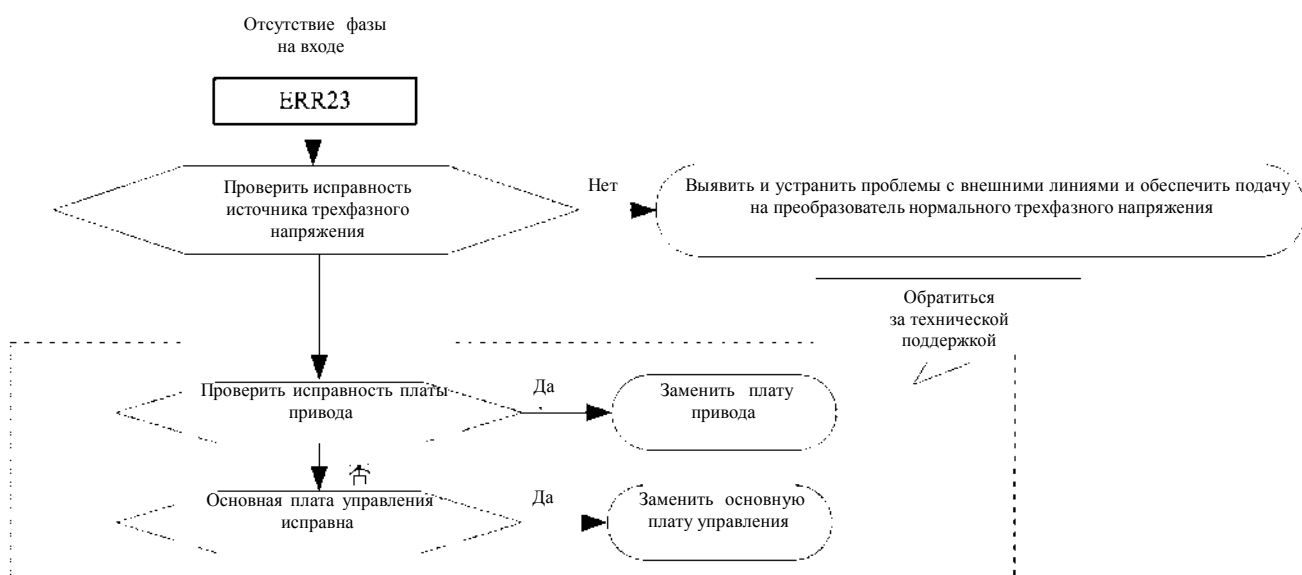 Отсутствие фазы
на входе
ERR23
Проверить исправность
источника трехфазного
напряжения
Нет
Выявить и устранить проблемы с внешними линиями и обеспечить подачу
на преобразователь нормального трехфазного напряжения
Обратиться
за технической
поддержкой
Проверить исправность платы
привода
Да
Заменить плату
привода
否
Основная плата управления
исправна
Да
Заменить основную
плату управления